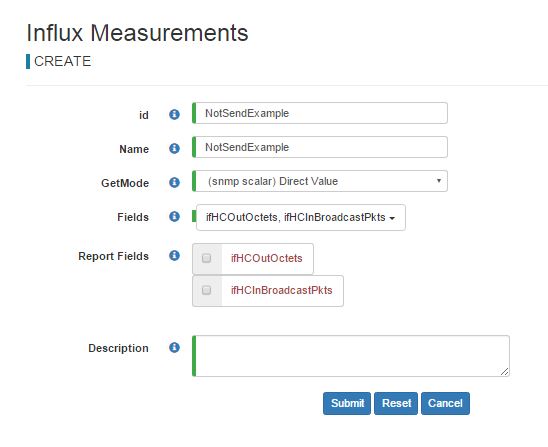 Influx Measurements
CREATE
id NotSendExample
Name NotSendExample
GetMode (snmp scalar) Direct Value
Fields ifHCOutOctets, ifHCInBroadcastPkts
Report Fields ifHCOutOctets
ifHCInBroadcastPkts
Description
Submit Reset Cancel